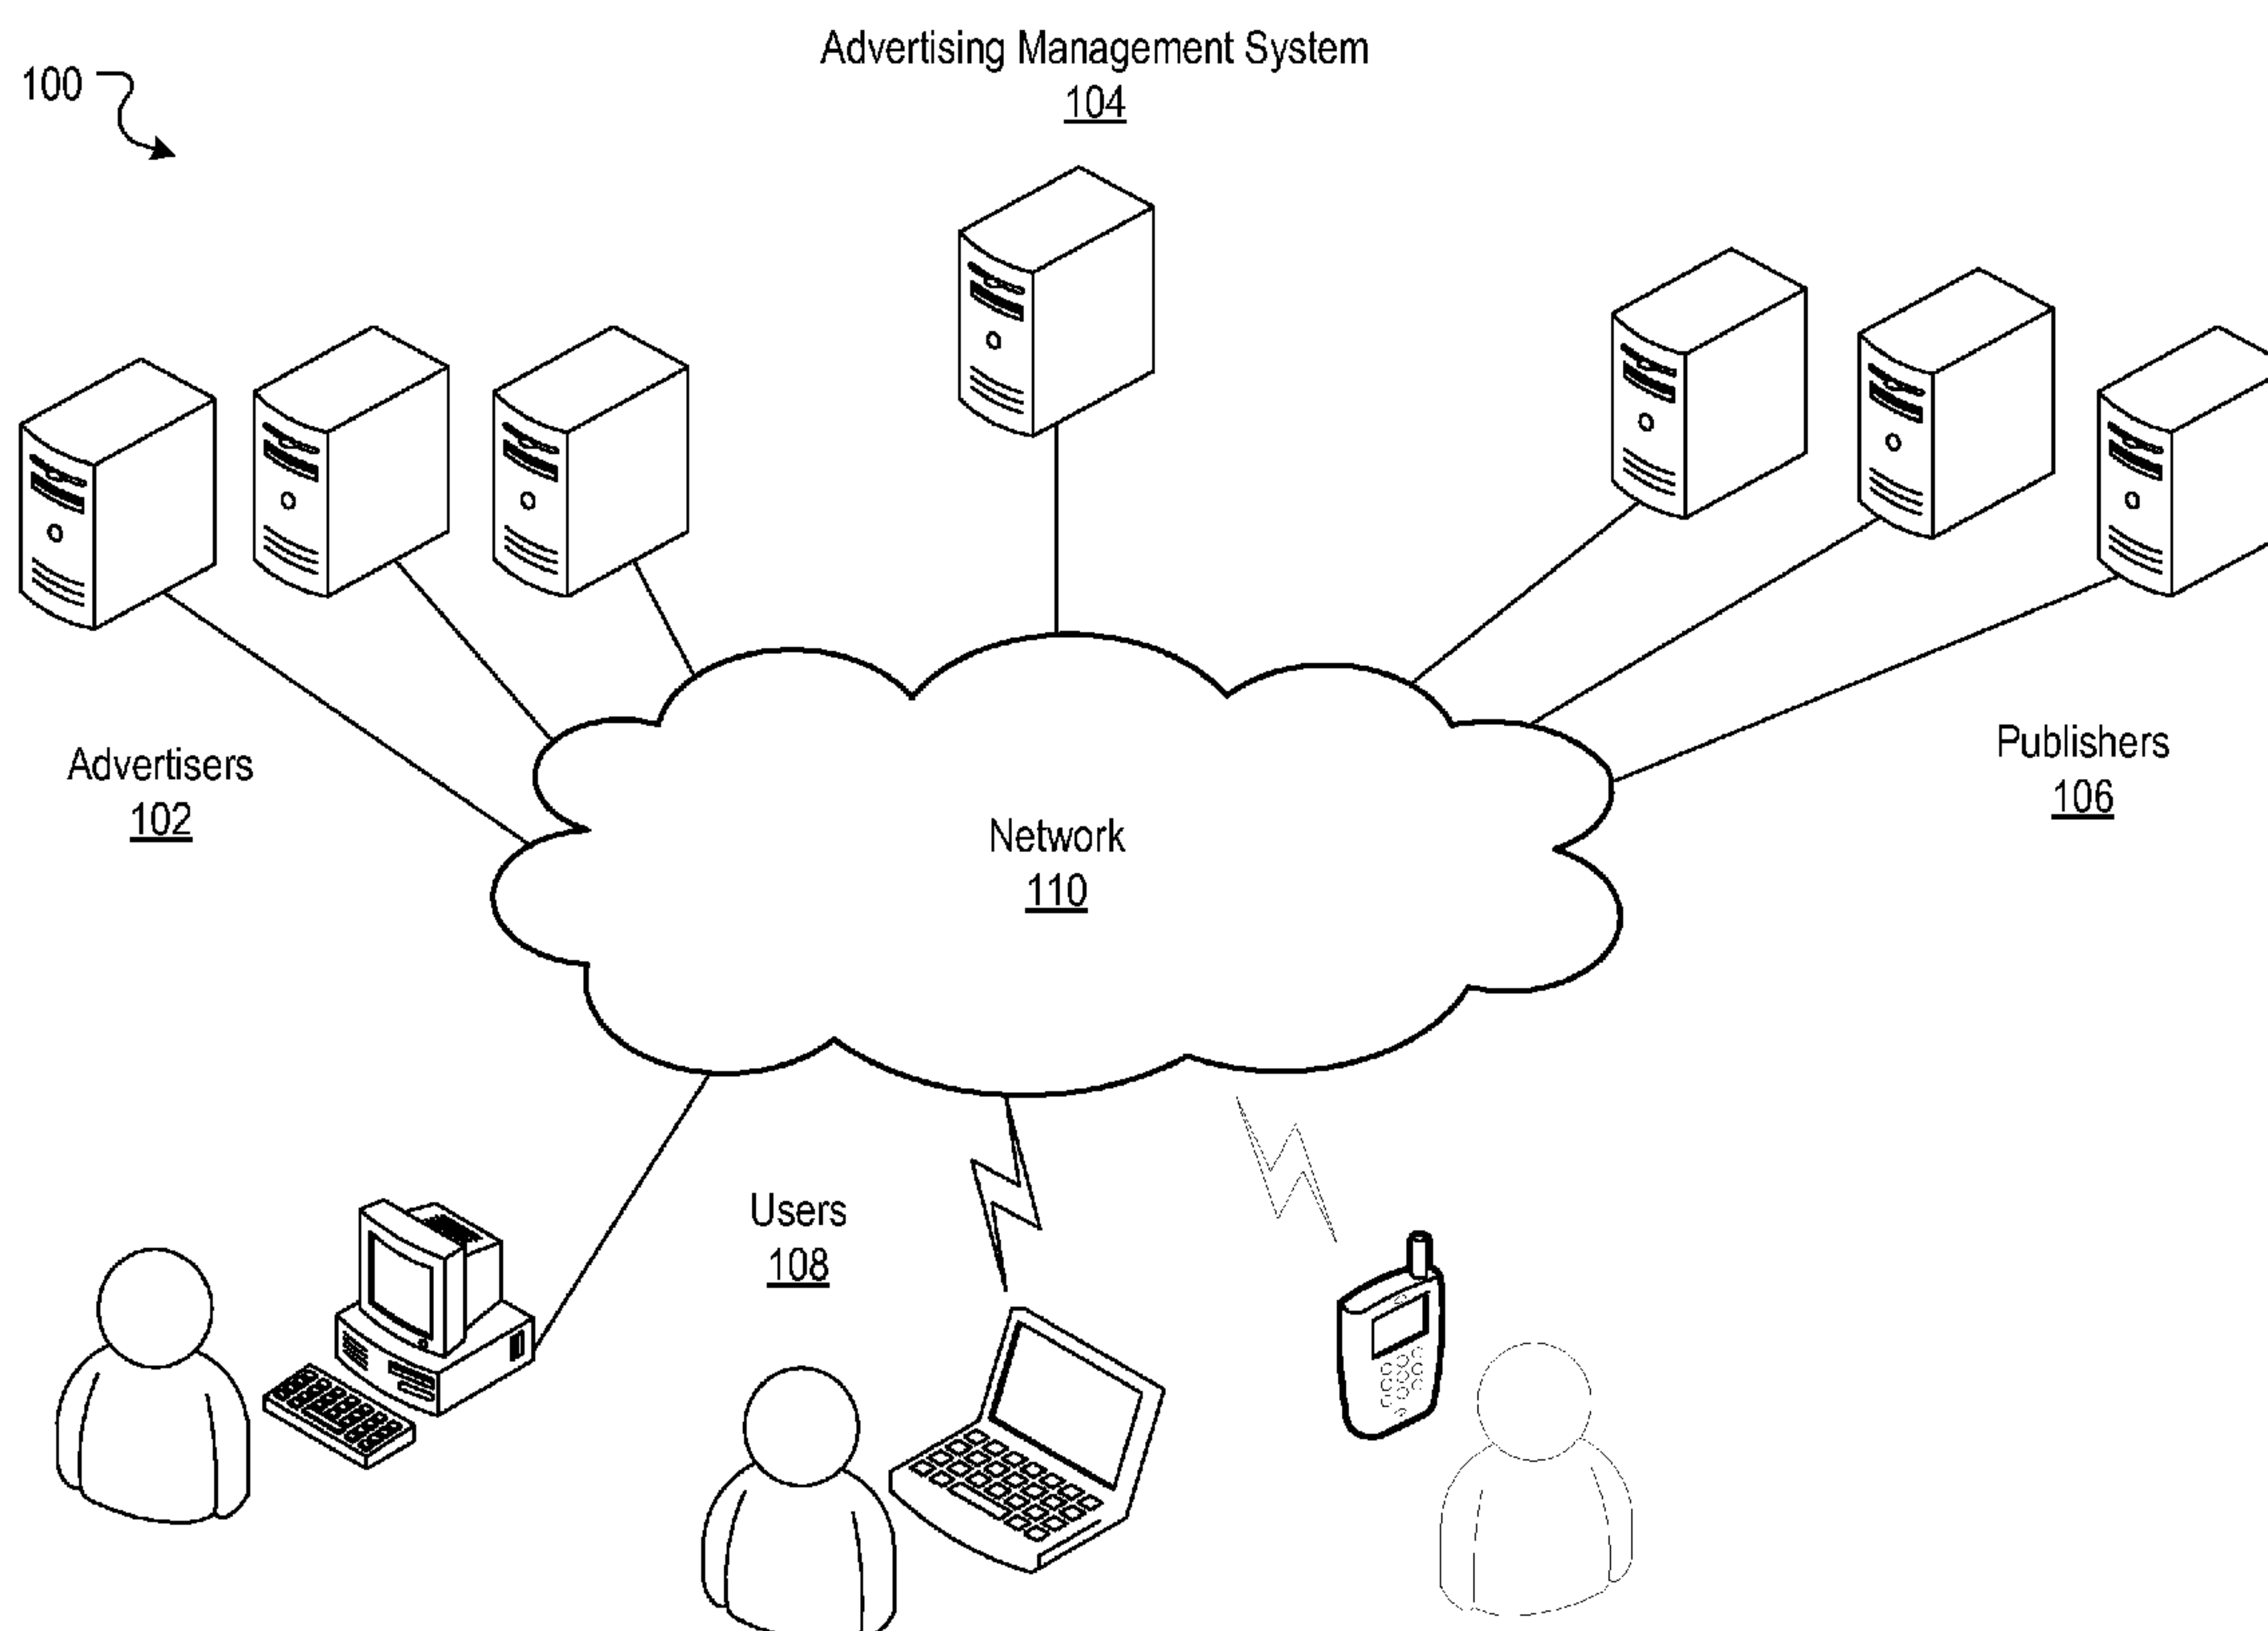 Advertising Management System
104
100
Advertisers
102
Publishers
106
Network
110
Users
108